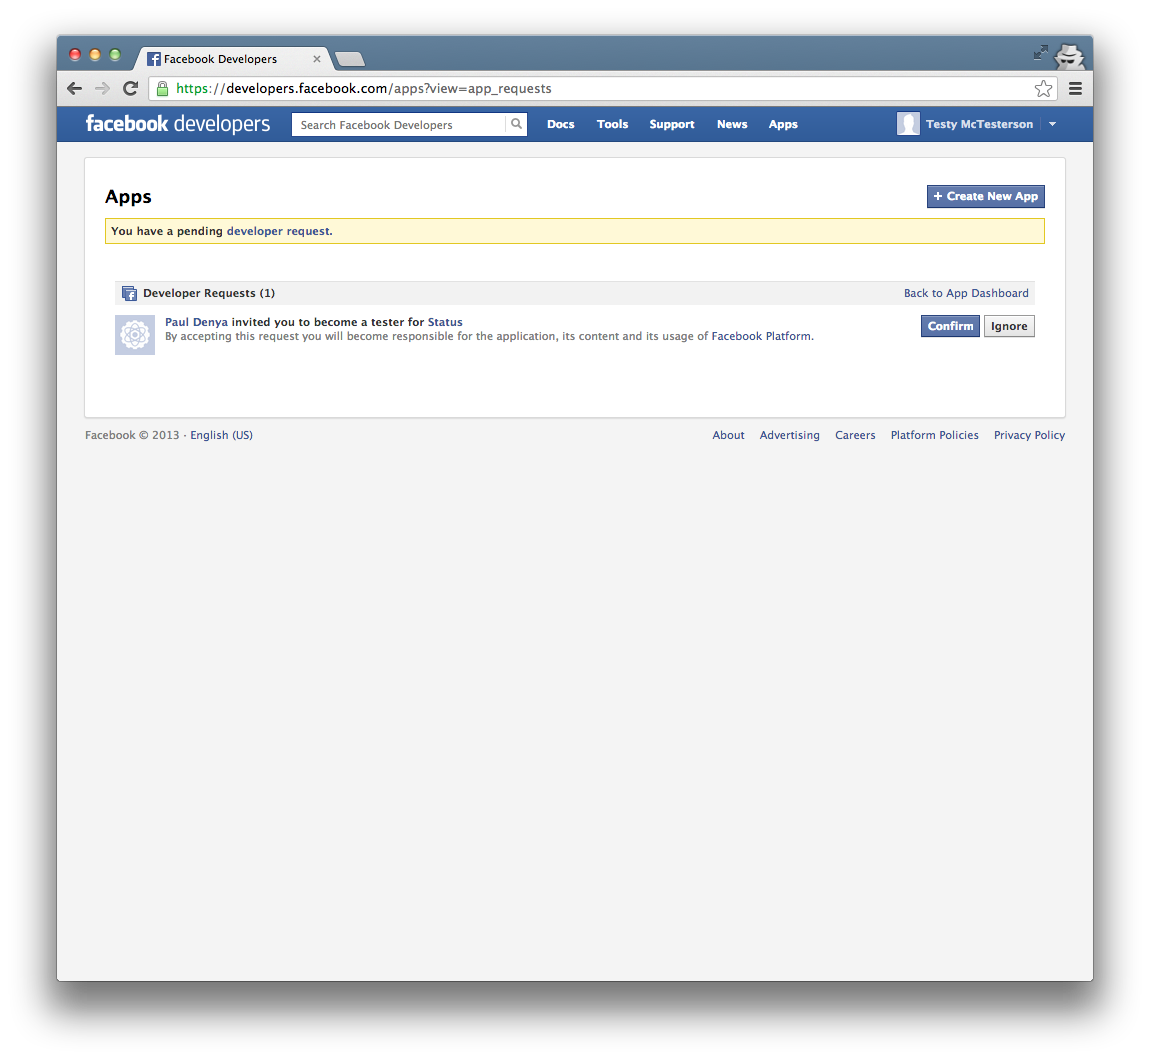 Facebook Developers
https://developers.facebook.com/apps?view=app_requests
facebook developers Search Facebook Developers Docs Tools Support News Apps Testy McTesterson
Apps + Create New App
You have a pending developer request.
Developer Requests (1) Back to App Dashboard
Paul Denya invited you to become a tester for Status
By accepting this request you will become responsible for the application, its content and its usage of Facebook Platform.
Confirm Ignore
Facebook © 2013 · English (US) About Advertising Careers Platform Policies Privacy Policy